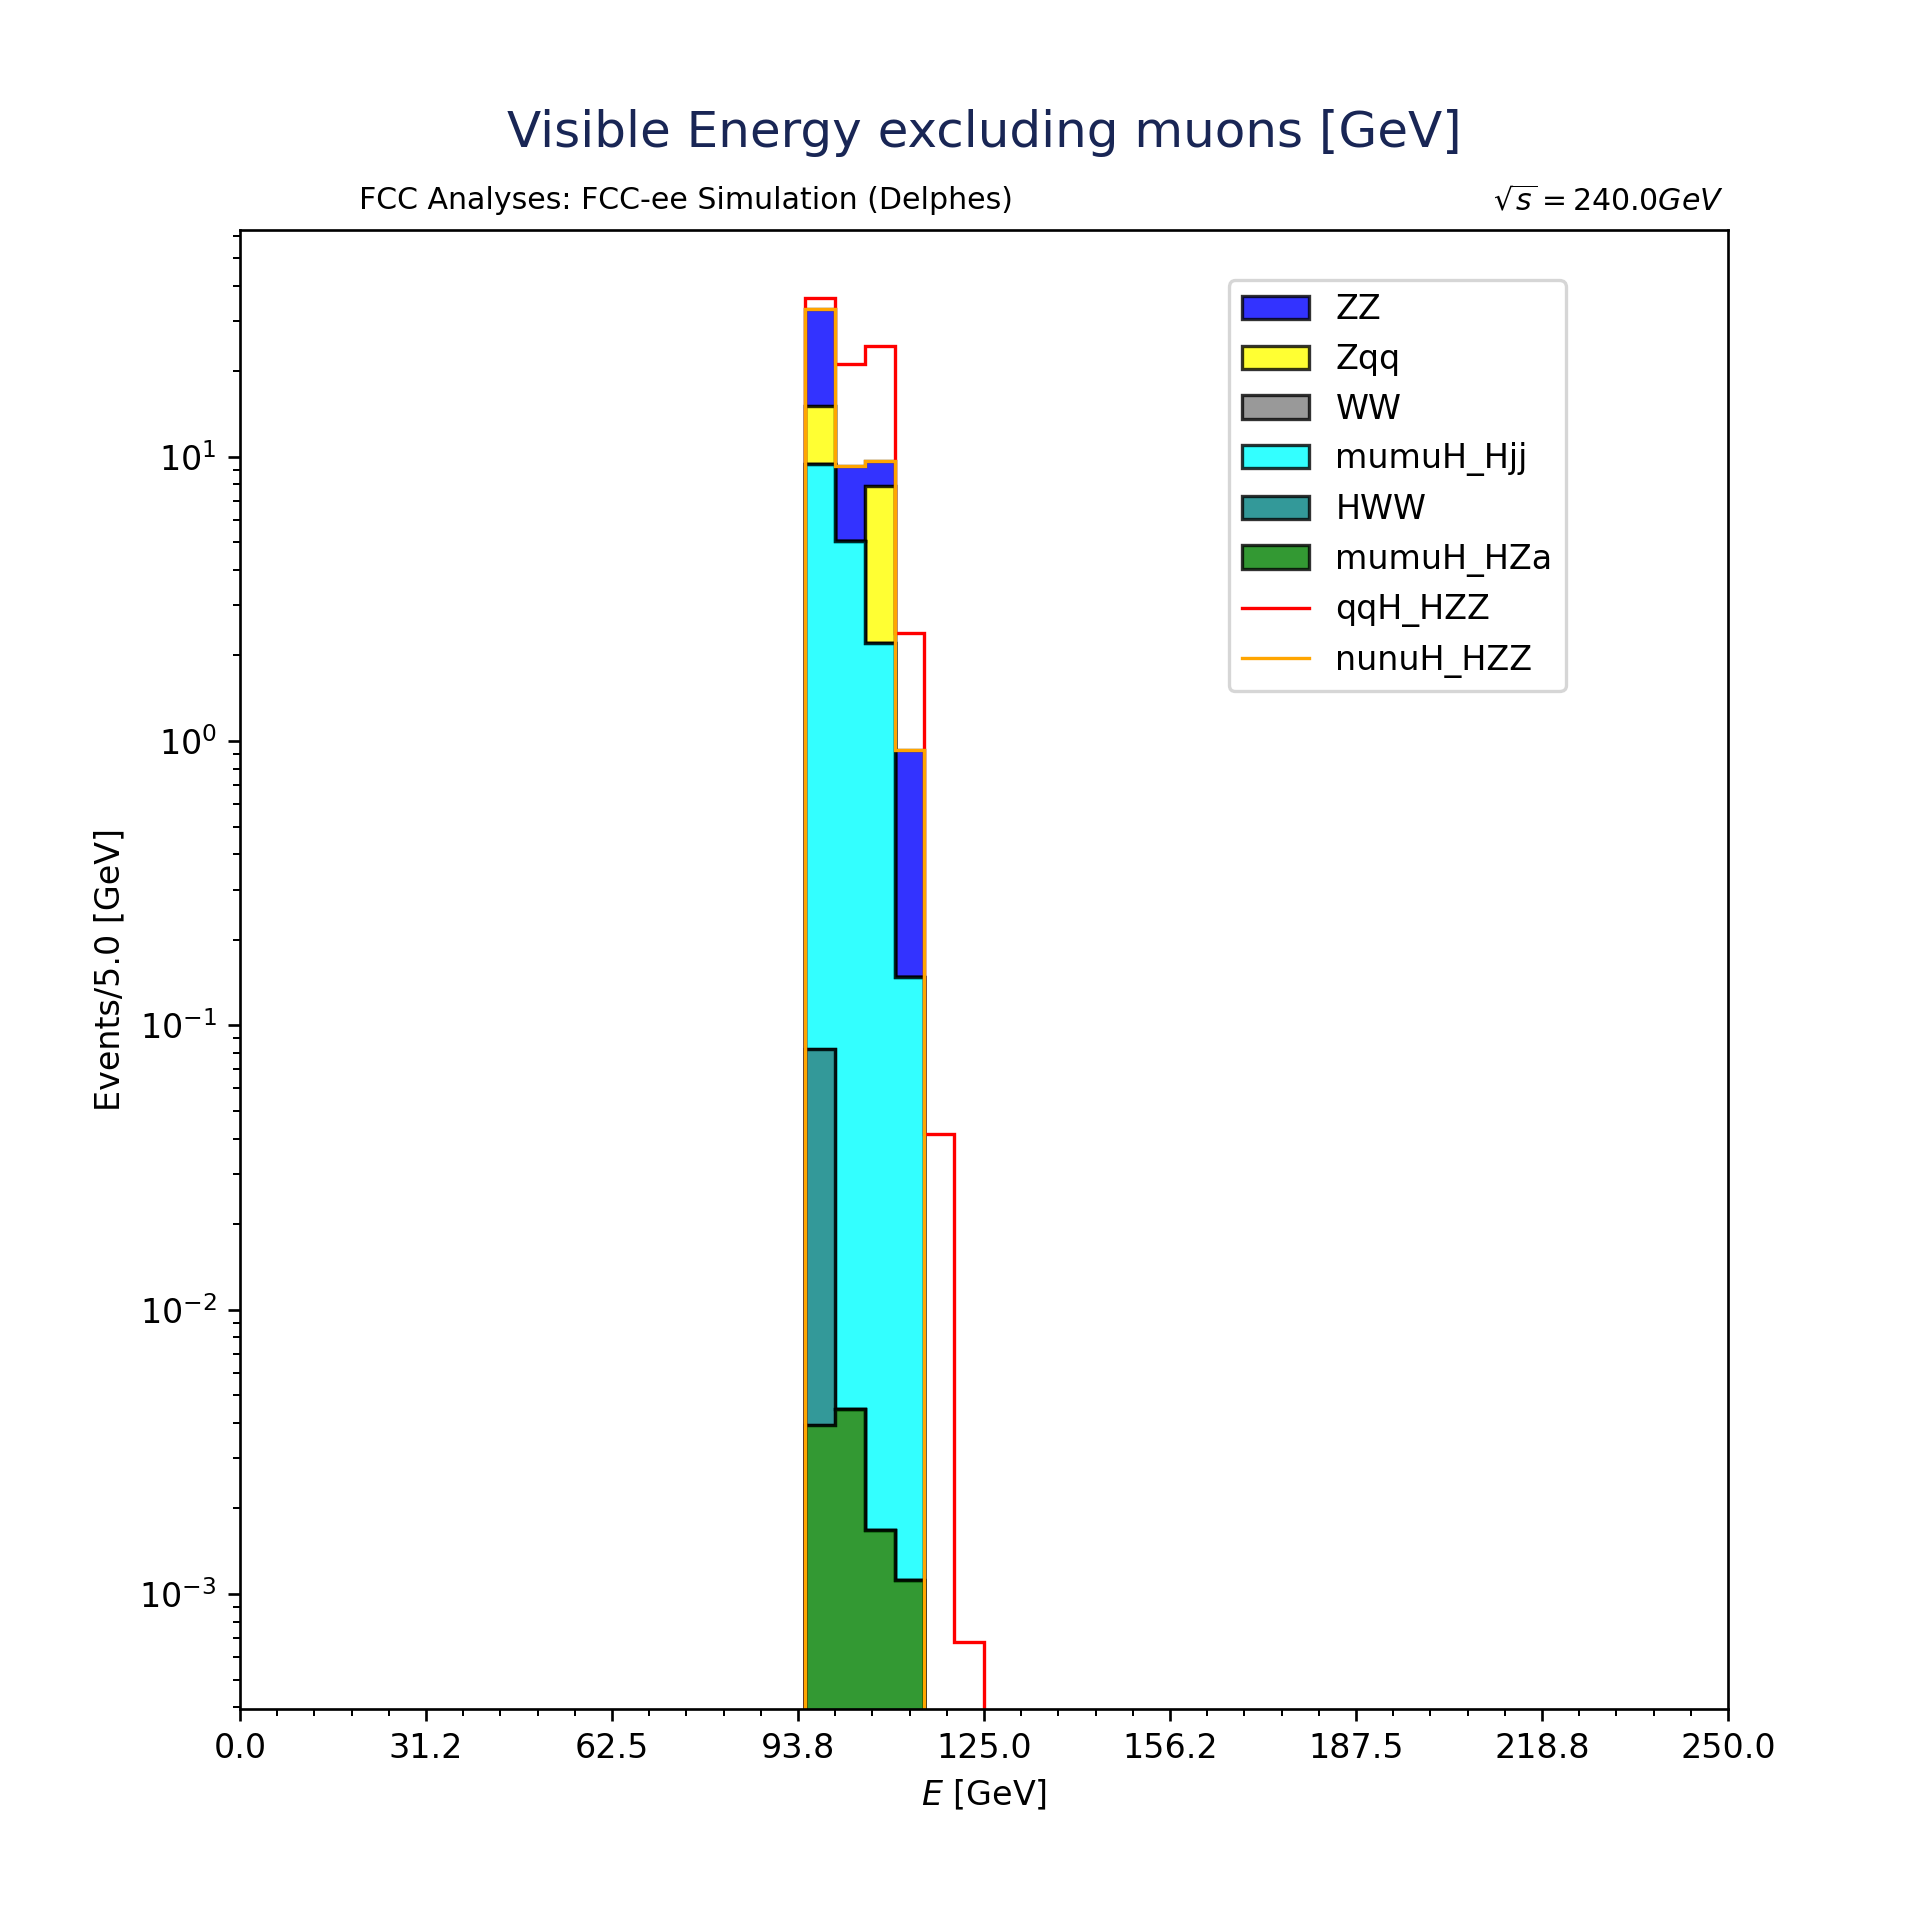 Visible Energy excluding muons [GeV]
FCC Analyses: FCC-ee Simulation (Delphes)
√s = 240.0GeV
ZZ
Zqq
WW
mumuH_Hjj
HWW
mumuH_HZa
qqH_HZZ
nunuH_HZZ
10¹
10⁰
10⁻¹
10⁻²
10⁻³
Events/5.0 [GeV]
0.0 31.2 62.5 93.8 125.0 156.2 187.5 218.8 250.0
E [GeV]